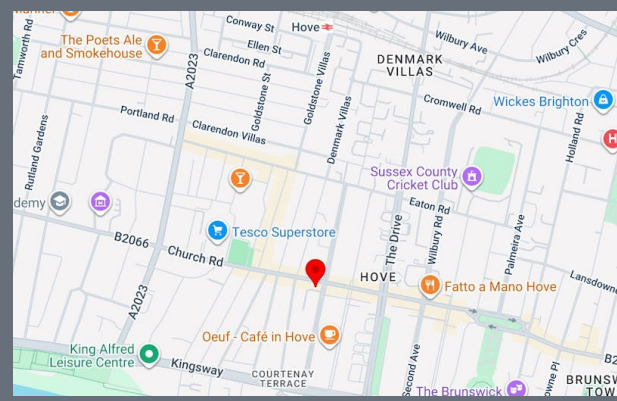 Conway St
Hove
Ellen St
Clarendon Rd
The Poets Ale
and Smokehouse
Tamworth Rd
A2023
Goldstone St
Goldstone Villas
DENMARK
VILLAS
Wilbury Ave
Wilbury Cres
Cromwell Rd
Wickes Brighton
Holland Rd
H
Portland Rd
Clarendon Villas
Denmark Villas
Rutland Gardens
Sussex County
Cricket Club
Eaton Rd
demy
Tesco Superstore
The Drive
Wilbury Rd
Palmeira Ave
B2066
Church Rd
HOVE
Fatto a Mano Hove
Lansdowne
A2023
Oeuf - Café in Hove
King Alfred
Leisure Centre
Kingsway
COURTENAY
TERRACE
Second Ave
The Brunswick
owne Pl
B2
BRUNSW
TOW